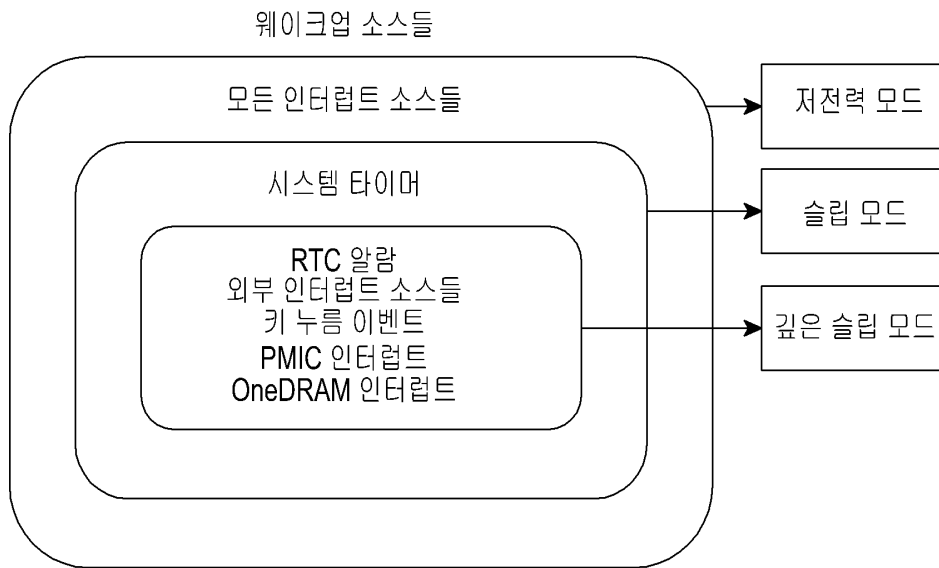 웨이크업 소스들
모든 인터럽트 소스들
저전력 모드
시스템 타이머
슬립 모드
RTC 알람
외부 인터럽트 소스들
키 누름 이벤트
PMIC 인터럽트
OneDRAM 인터럽트
깊은 슬립 모드